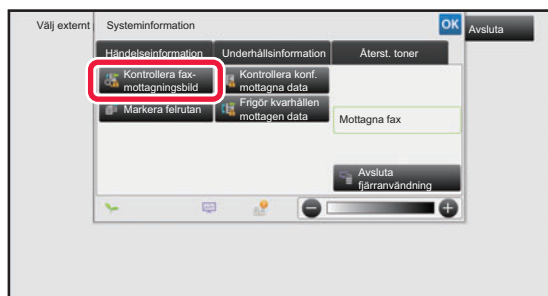 Välj externt
Systeminformation
OK
Avsluta
Händelseinformation
Underhållsinformation
Återst. toner
Kontrollera fax-
mottagningsbild
Kontrollera konf.
mottagna data
Markera felrutan
Frigör kvarhållen
mottagen data
Mottagna fax
Avsluta
fjärranvändning